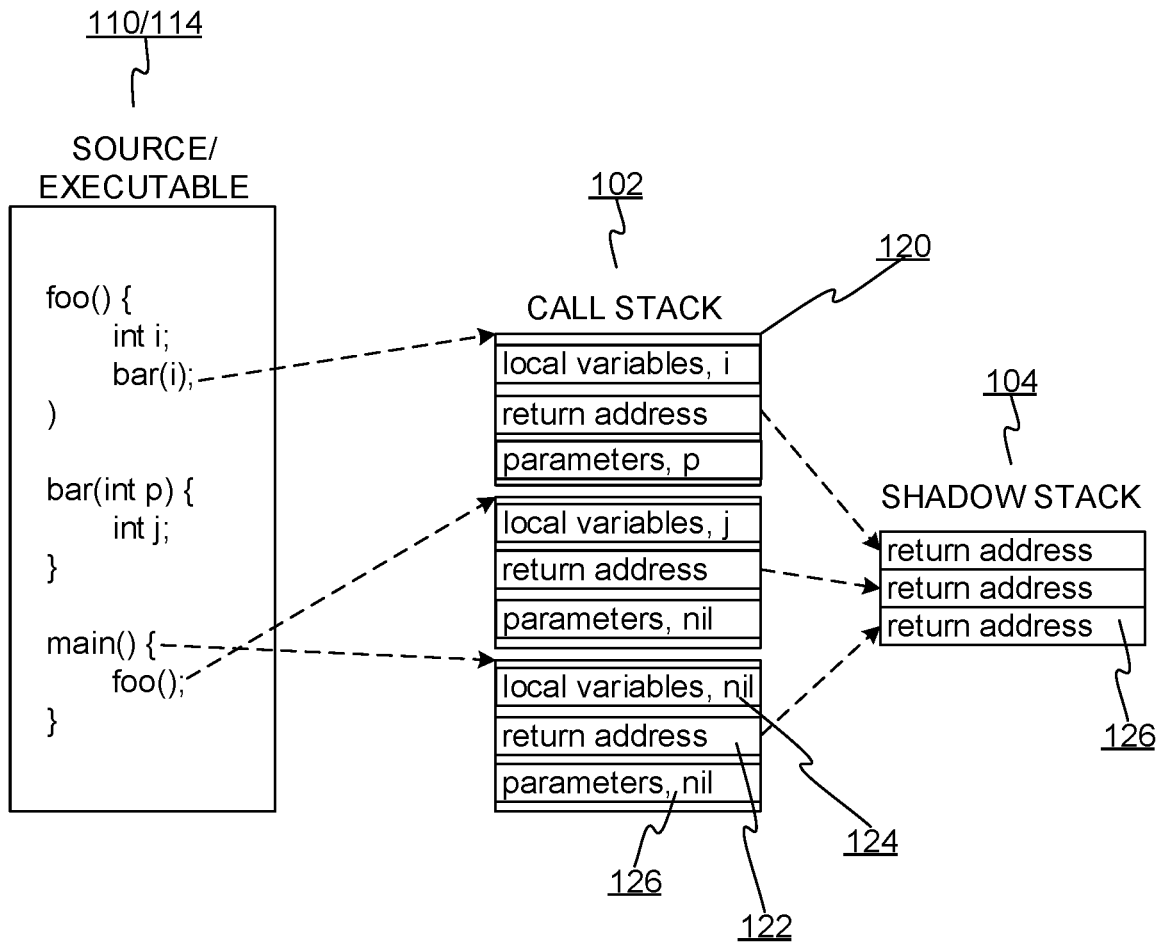 110/114
SOURCE/
EXECUTABLE
foo() {
int i;
bar(i);
)
bar(int p) {
int j;
}
main() {
foo();
}
102
CALL STACK
120
local variables, i
return address
parameters, p
local variables, j
return address
parameters, nil
local variables, nil
return address
parameters, nil
126
122
124
104
SHADOW STACK
return address
return address
return address
126